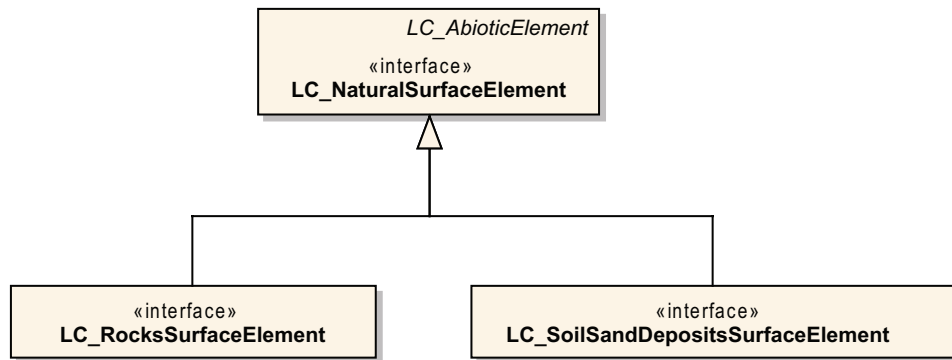 LC_AbioticElement
«interface»
LC_NaturalSurfaceElement
«interface»
LC_RocksSurfaceElement
«interface»
LC_SoilSandDepositsSurfaceElement